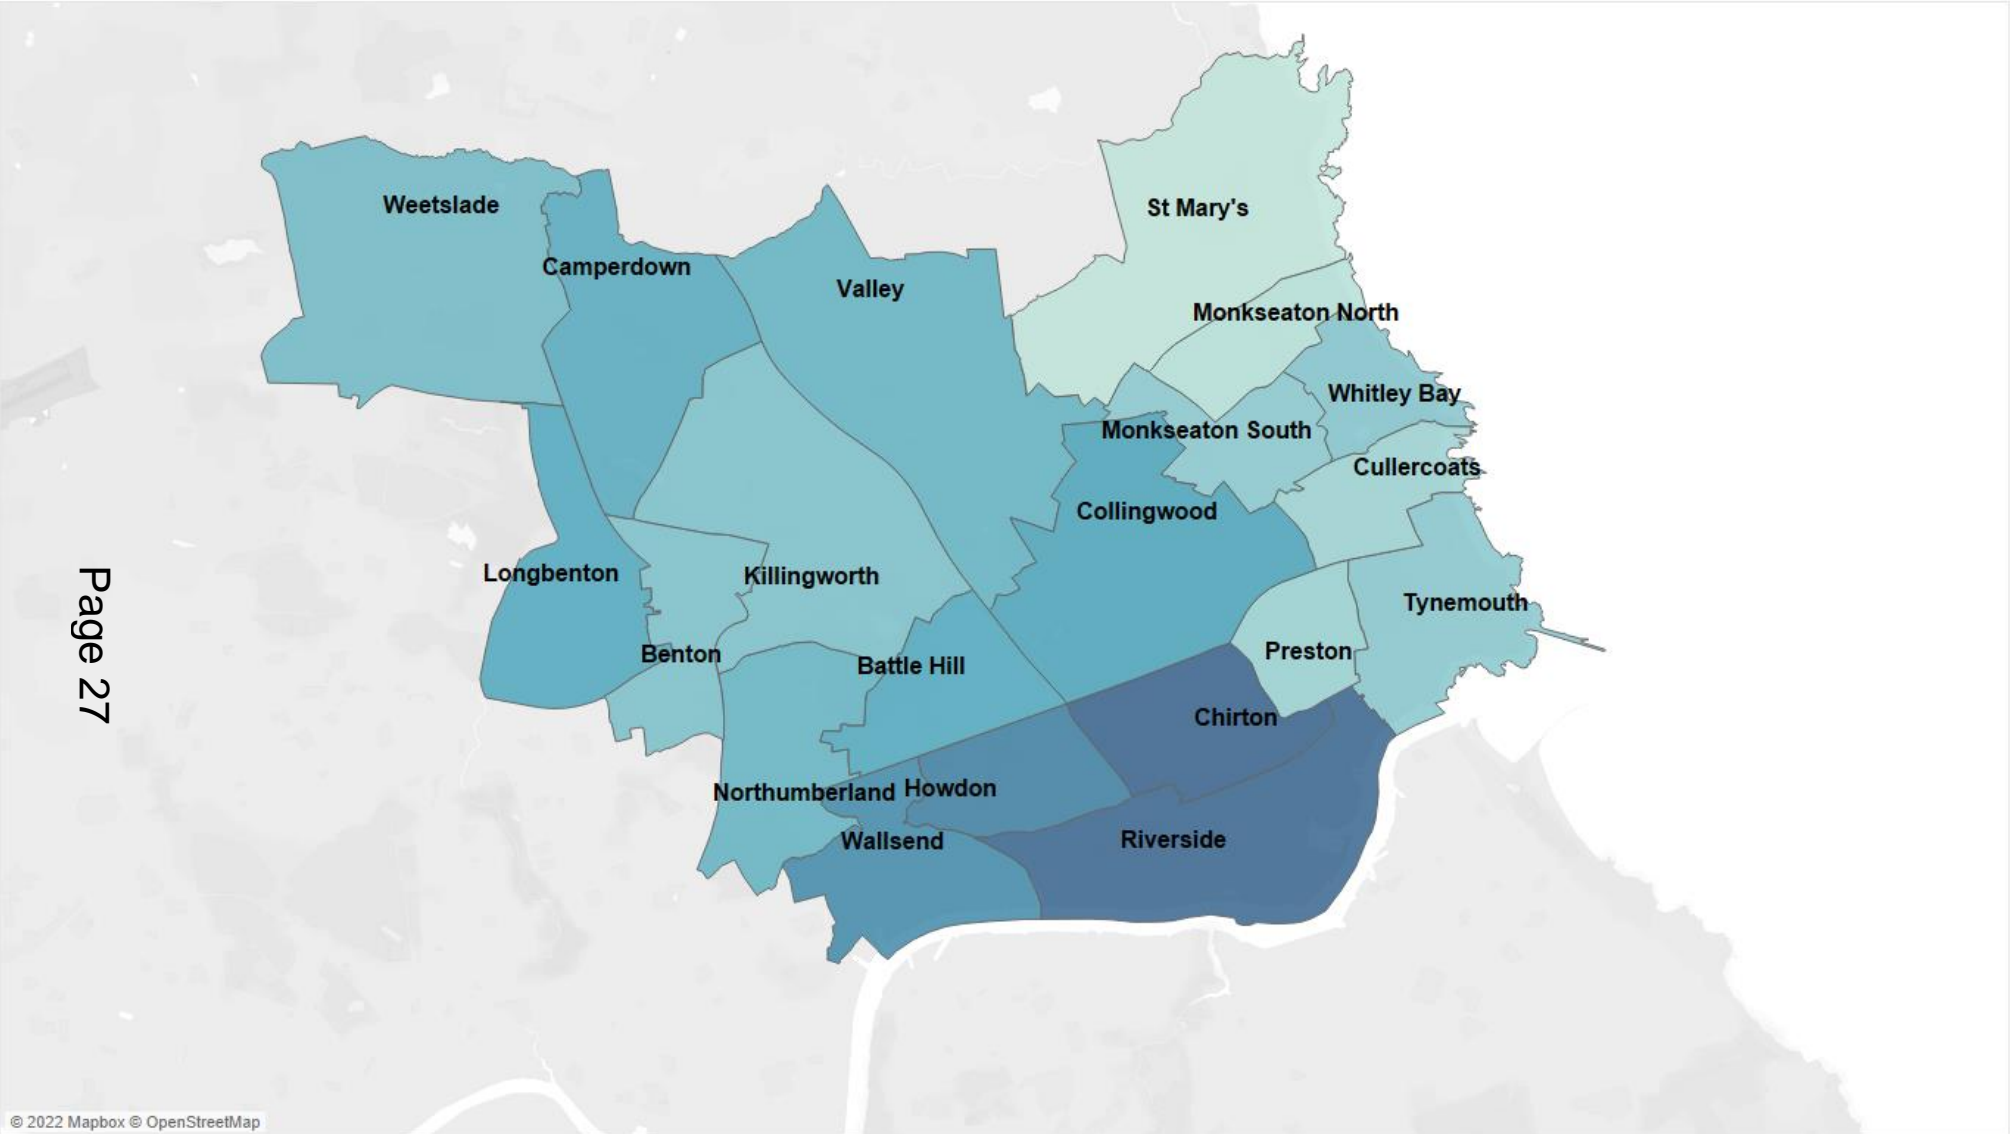 Weetslade
St Mary's
Camperdown
Valley
Monkseaton North
Whitley Bay
Monkseaton South
Cullercoats
Collingwood
Longbenton
Killingworth
Tynemouth
Benton
Battle Hill
Preston
Chirton
Northumberland
Howdon
Wallsend
Riverside
Page 27
© 2022 Mapbox © OpenStreetMap